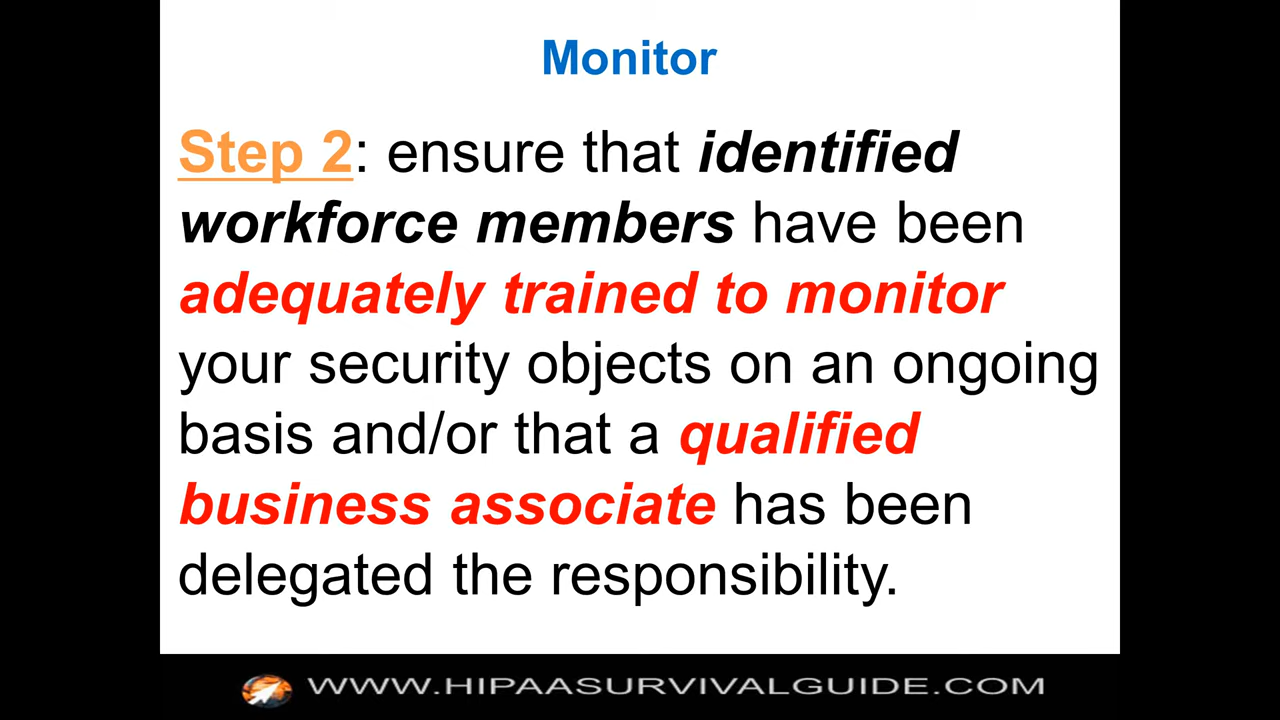 Monitor
Step 2: ensure that identified
workforce members have been
adequately trained to monitor
your security objects on an ongoing
basis and/or that a qualified
business associate has been
delegated the responsibility.
WWW.HIPAASURVIVALGUIDE.COM